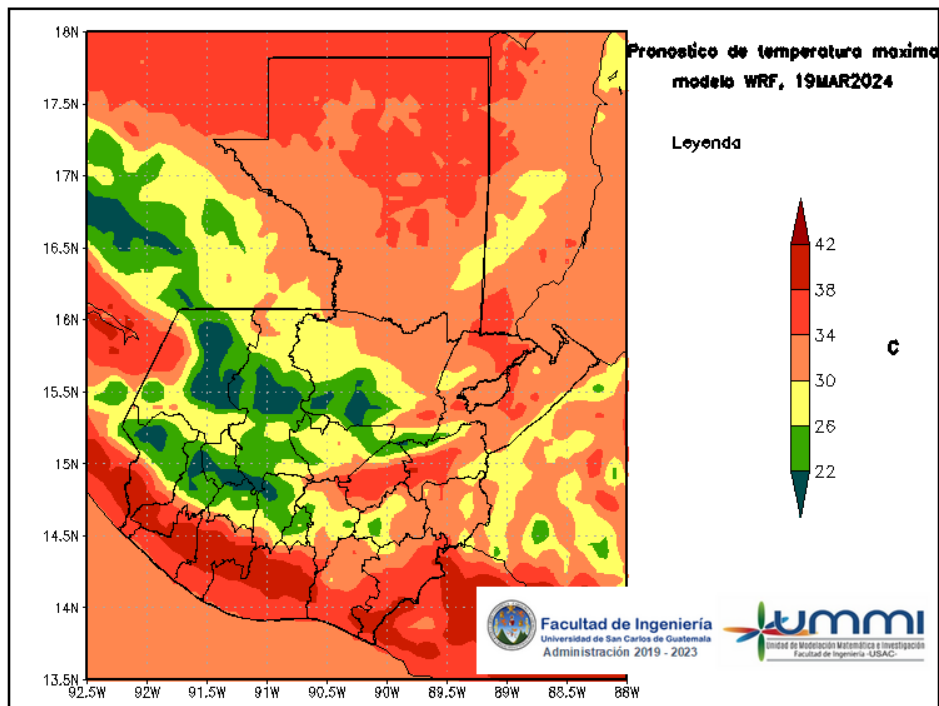 Pronostico de temperatura maxima
modelo WRF, 19MAR2024
Leyenda
42
38
34
30
26
22
C
18N
17.5N
17N
16.5N
16N
15.5N
15N
14.5N
14N
13.5N
92.5W
92W
91.5W
91W
90.5W
90W
89.5W
89W
88.5W
88W
Facultad de Ingeniería
Universidad de San Carlos de Guatemala
Administración 2019 - 2023
ummi
Unidad de Modelación Matemática e Investigación
Facultad de Ingeniería -USAC-